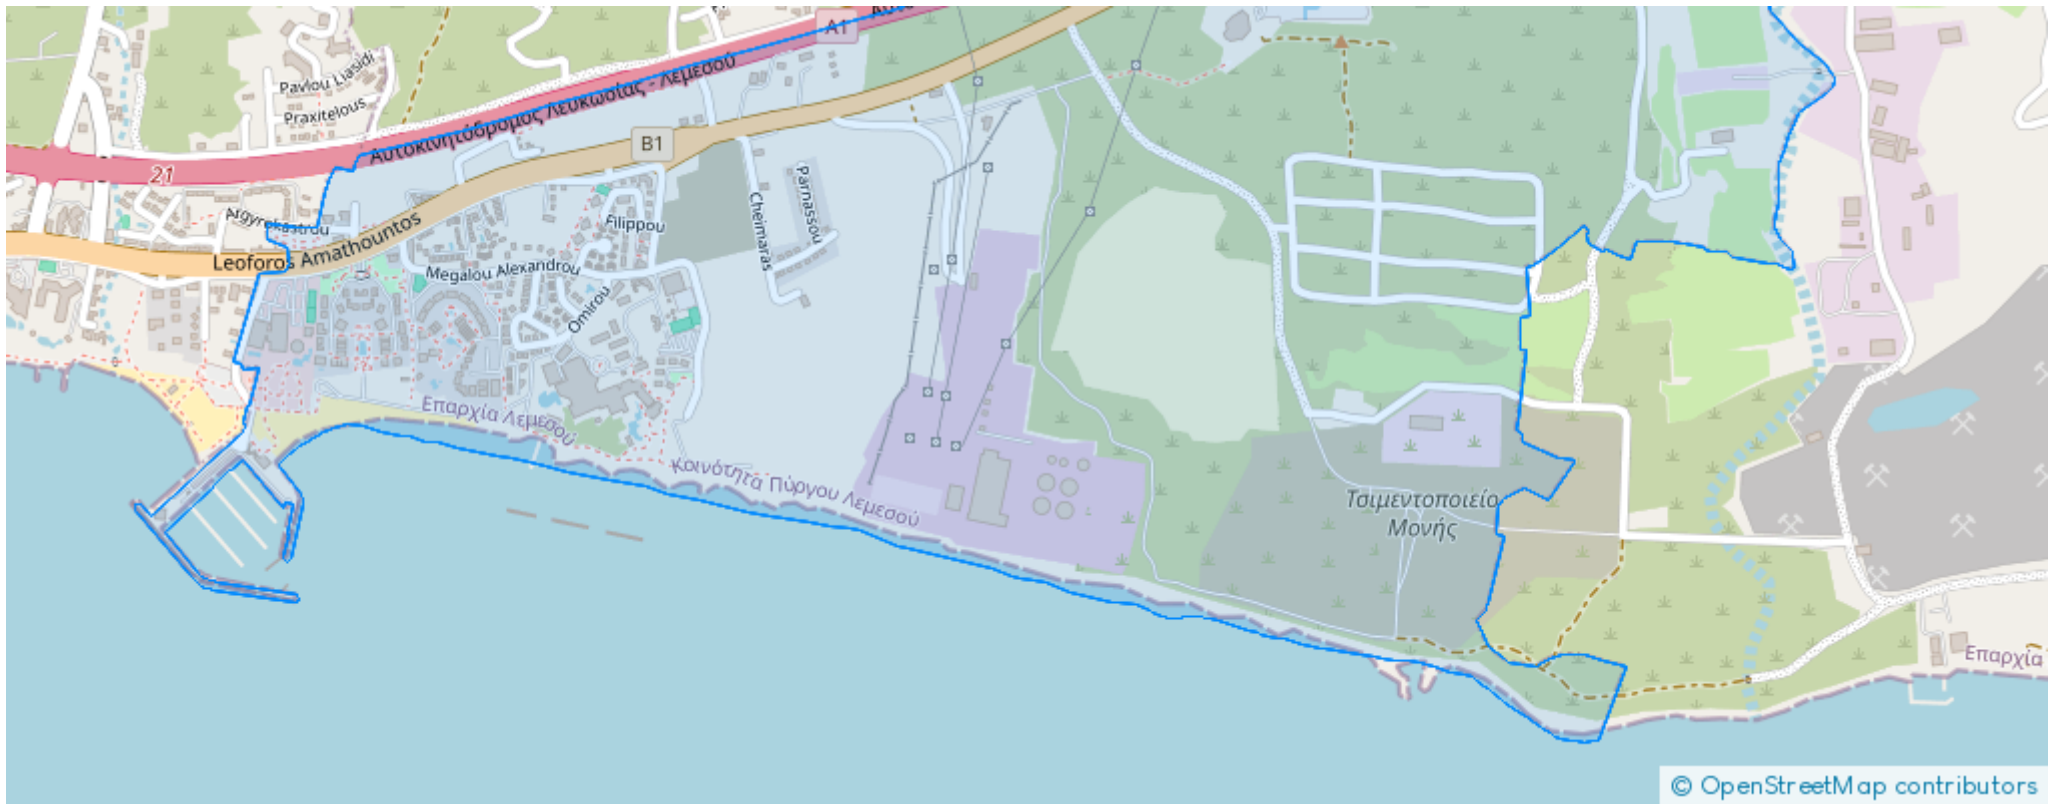 A1
Αυτοκινητόδρομος Λευκωσίας - Λεμεσού
Pavlou Liasidi
Praxitelous
B1
21
Argyrokastrou
Leoforos Amathountos
Filippou
Parnassou
Cheimaras
Megalou Alexandrou
Omirou
Επαρχία Λεμεσού
Κοινότητα Πύργου Λεμεσού
Τσιμεντοποιείο
Μονής
Επαρχία
© OpenStreetMap contributors